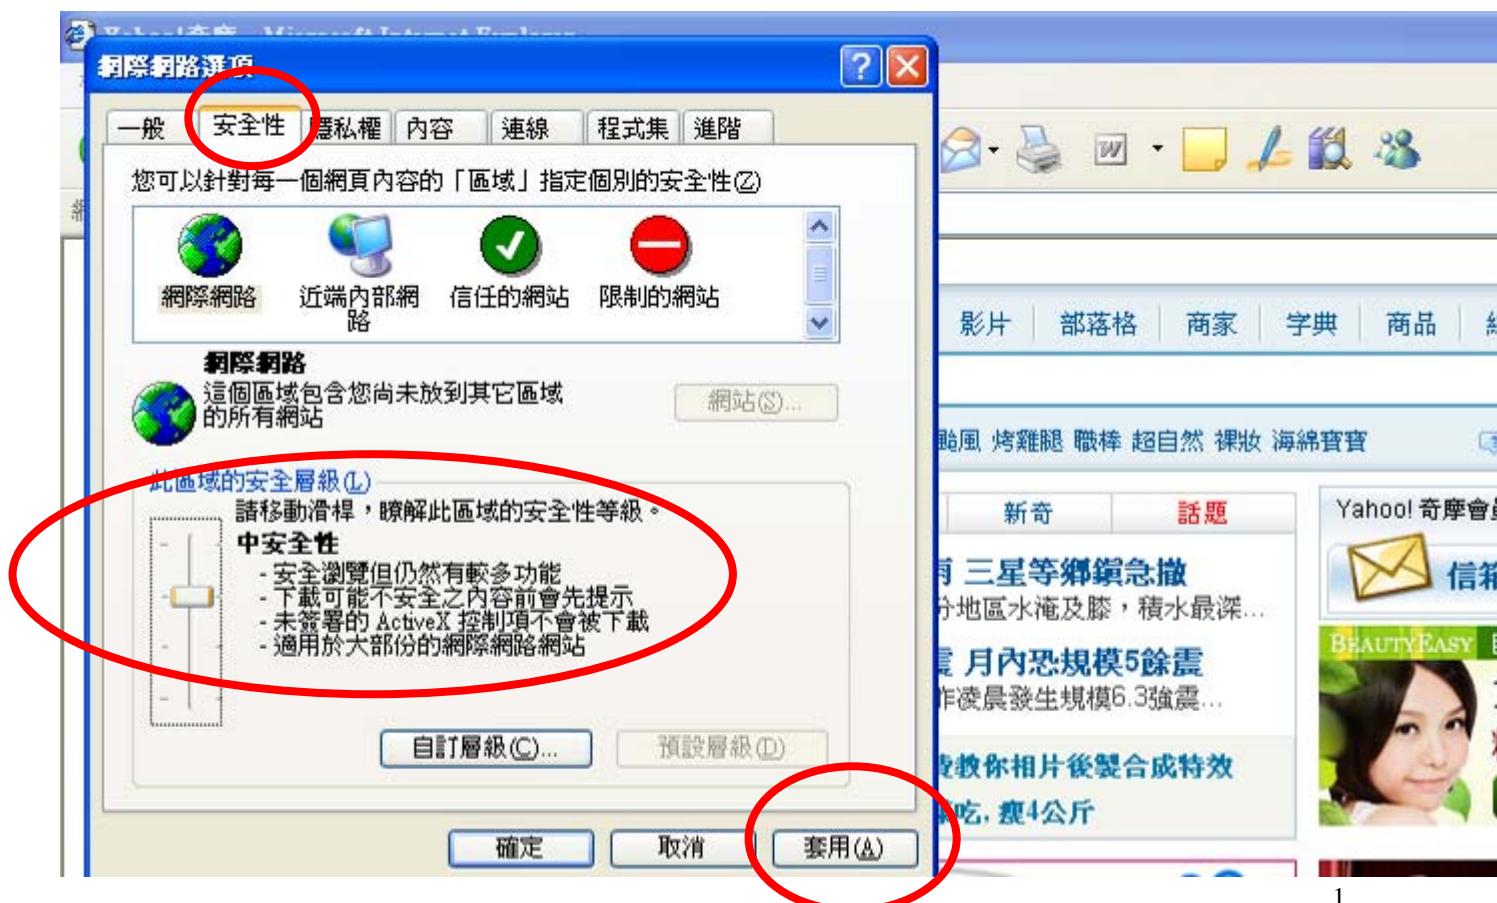 Yahoo!奇摩 - Microsoft Internet Explorer
網際網路選項
一般 安全性 隱私權 內容 連線 程式集 進階
您可以針對每一個網頁內容的「區域」指定個別的安全性(Z)
網際網路 近端內部網路 信任的網站 限制的網站
網際網路
這個區域包含您尚未放到其它區域
的所有網站
網站(S)...
此區域的安全層級(L)
請移動滑桿，瞭解此區域的安全性等級。
中安全性
- 安全瀏覽但仍然有較多功能
- 下載可能不安全之內容前會先提示
- 未簽署的 ActiveX 控制項不會被下載
- 適用於大部份的網際網路網站
自訂層級(C)... 預設層級(D)
確定 取消 套用(A)
W
影片 部落格 商家 字典 商品
颱風 烤雞腿 職棒 超自然 裸妝 海綿寶寶
新奇 話題
三星等鄉鎮急撤
分地區水淹及膝，積水最深...
月內恐規模5餘震
昨凌晨發生規模6.3強震...
教你相片後製合成特效
吃, 瘦4公斤
Yahoo!奇摩會員
信箱
BEAUTYEASY
1